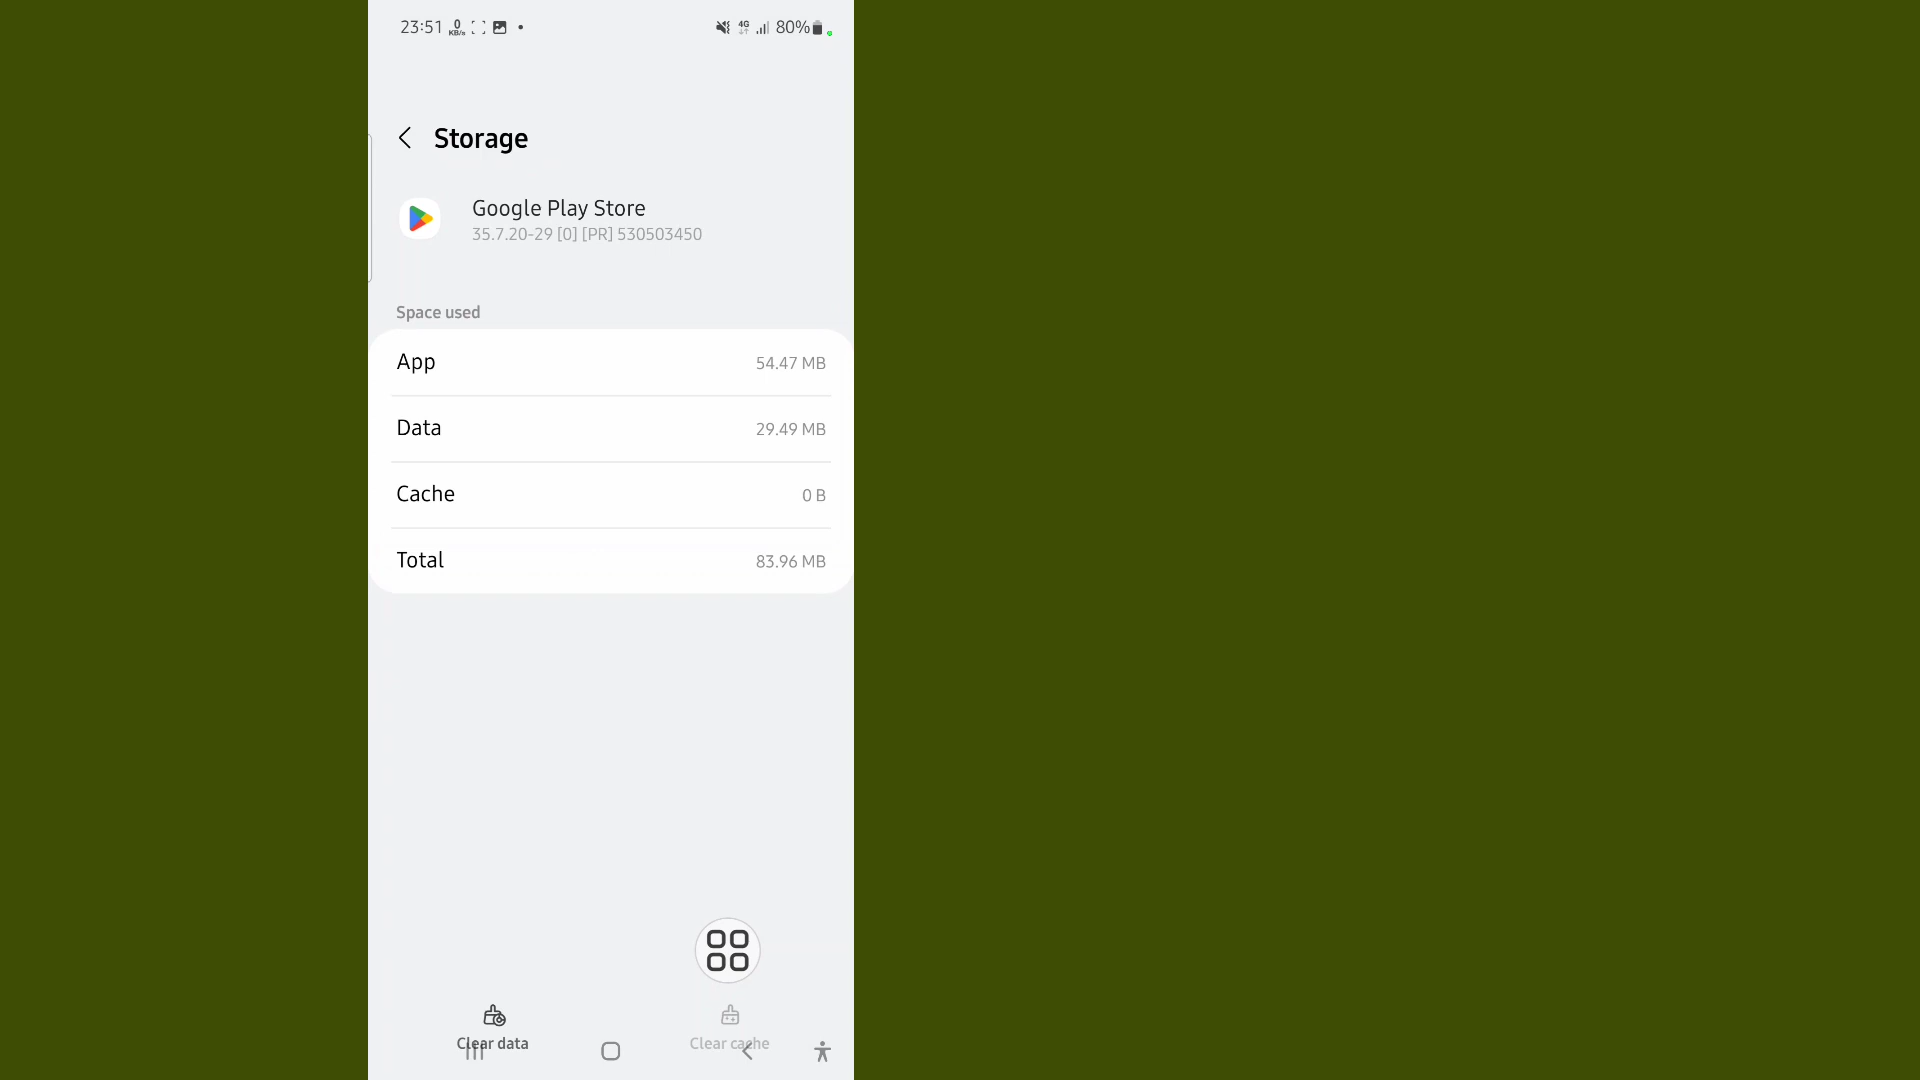 23:51 0 KB/s 4G 80%
Storage
Google Play Store
35.7.20-29 [0] [PR] 530503450
Space used
App 54.47 MB
Data 29.49 MB
Cache 0 B
Total 83.96 MB
Clear data Clear cache